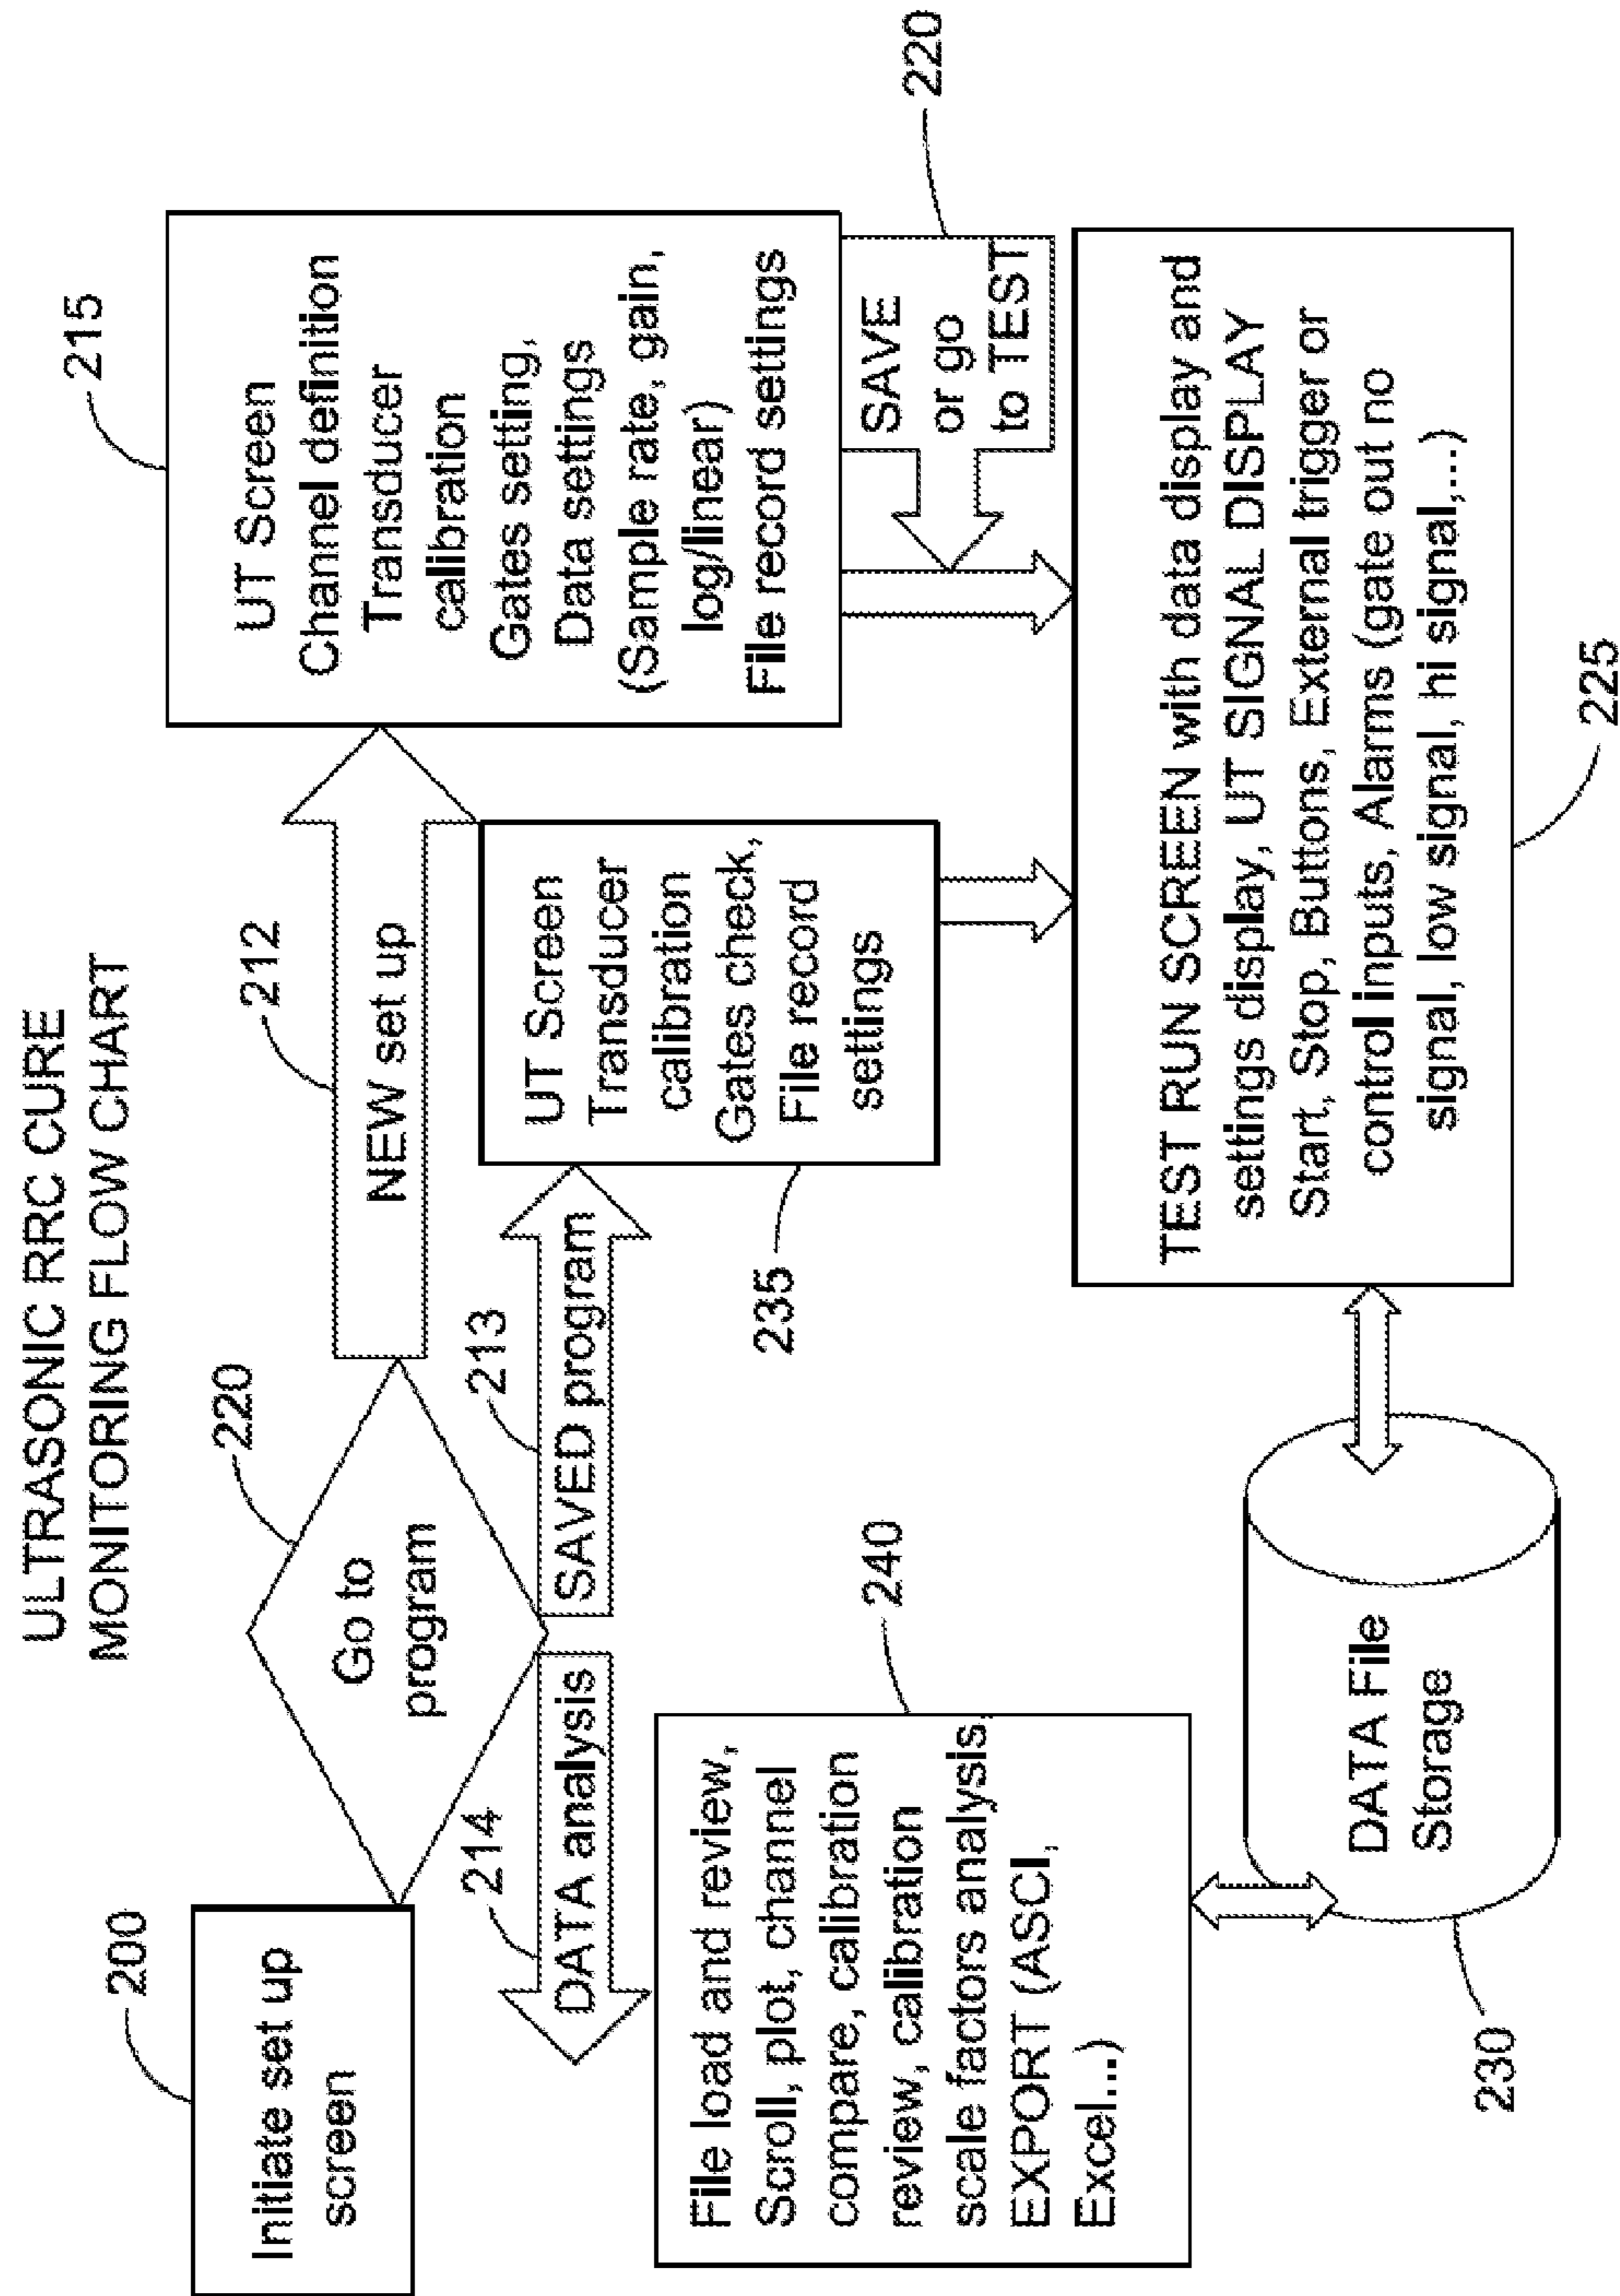 ULTRASONIC RRC CURE
MONITORING FLOW CHART
200
Initiate set up
screen
220
Go to
program
212
NEW set up
215
UT Screen
Channel definition
Transducer
calibration
Gates setting,
Data settings
(Sample rate, gain,
log/linear)
File record settings
214
DATA analysis
213
SAVED program
UT Screen
Transducer
calibration
Gates check,
File record
settings
235
SAVE
or go
to TEST
220
240
File load and review,
Scroll, plot, channel
compare, calibration
review, calibration
scale factors analysis,
EXPORT (ASCI,
Excel...)
DATA File
Storage
230
TEST RUN SCREEN with data display and
settings display, UT SIGNAL DISPLAY
Start, Stop, Buttons, External trigger or
control inputs, Alarms (gate out no
signal, low signal, hi signal,...)
225